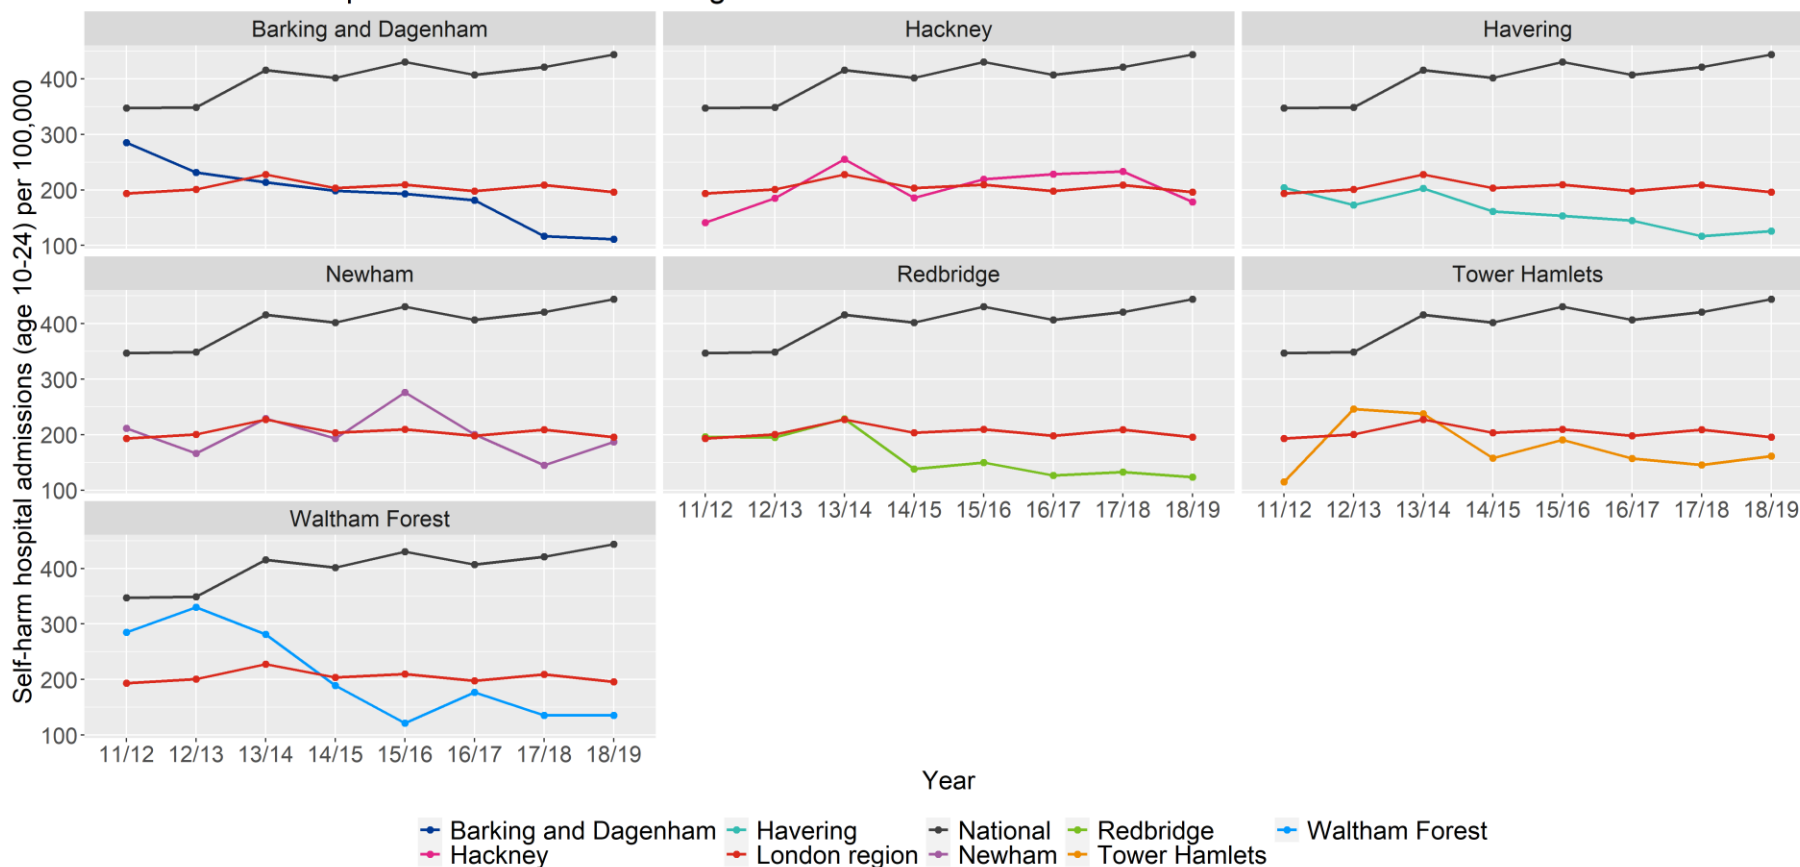 Barking and Dagenham
Hackney
Havering
400
300
200
100
Newham
Redbridge
Tower Hamlets
400
300
200
100
11/12 12/13 13/14 14/15 15/16 16/17 17/18 18/19
11/12 12/13 13/14 14/15 15/16 16/17 17/18 18/19
Waltham Forest
400
300
200
100
11/12 12/13 13/14 14/15 15/16 16/17 17/18 18/19
Self-harm hospital admissions (age 10-24) per 100,000
Year
Barking and Dagenham Havering National Redbridge Waltham Forest
Hackney London region Newham Tower Hamlets